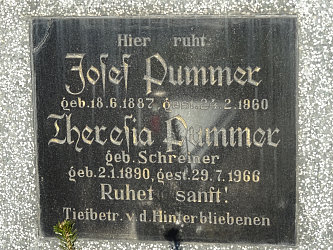 Hier ruht:
Josef Pummer
geb. 18.6.1887, gest. 24.2.1960
Theresia Pummer
geb. Schreiner
geb. 2.1.1890, gest. 29.7.1966
Ruhet sanft!
Tiefbetr. v. d. Hinterbliebenen